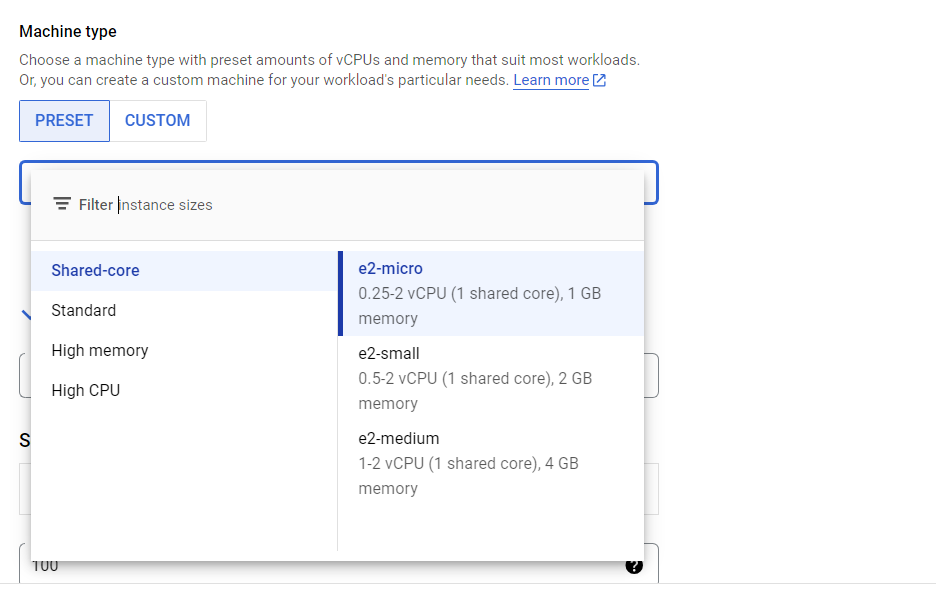 Machine type
Choose a machine type with preset amounts of vCPUs and memory that suit most workloads.
Or, you can create a custom machine for your workload's particular needs. Learn more
PRESET CUSTOM
Filter instance sizes
Shared-core
Standard
High memory
High CPU
e2-micro
0.25-2 vCPU (1 shared core), 1 GB
memory
e2-small
0.5-2 vCPU (1 shared core), 2 GB
memory
e2-medium
1-2 vCPU (1 shared core), 4 GB
memory
S
100